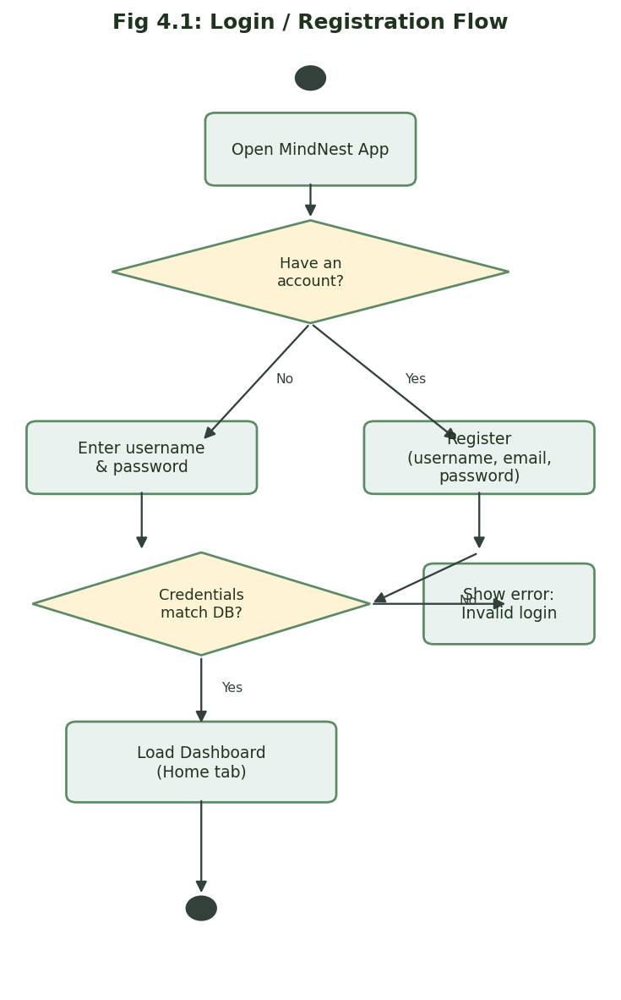 Fig 4.1: Login / Registration Flow
Open MindNest App
Have an
account?
No
Yes
Enter username
& password
Register
(username, email,
password)
Credentials
match DB?
No
Show error:
Invalid login
Yes
Load Dashboard
(Home tab)